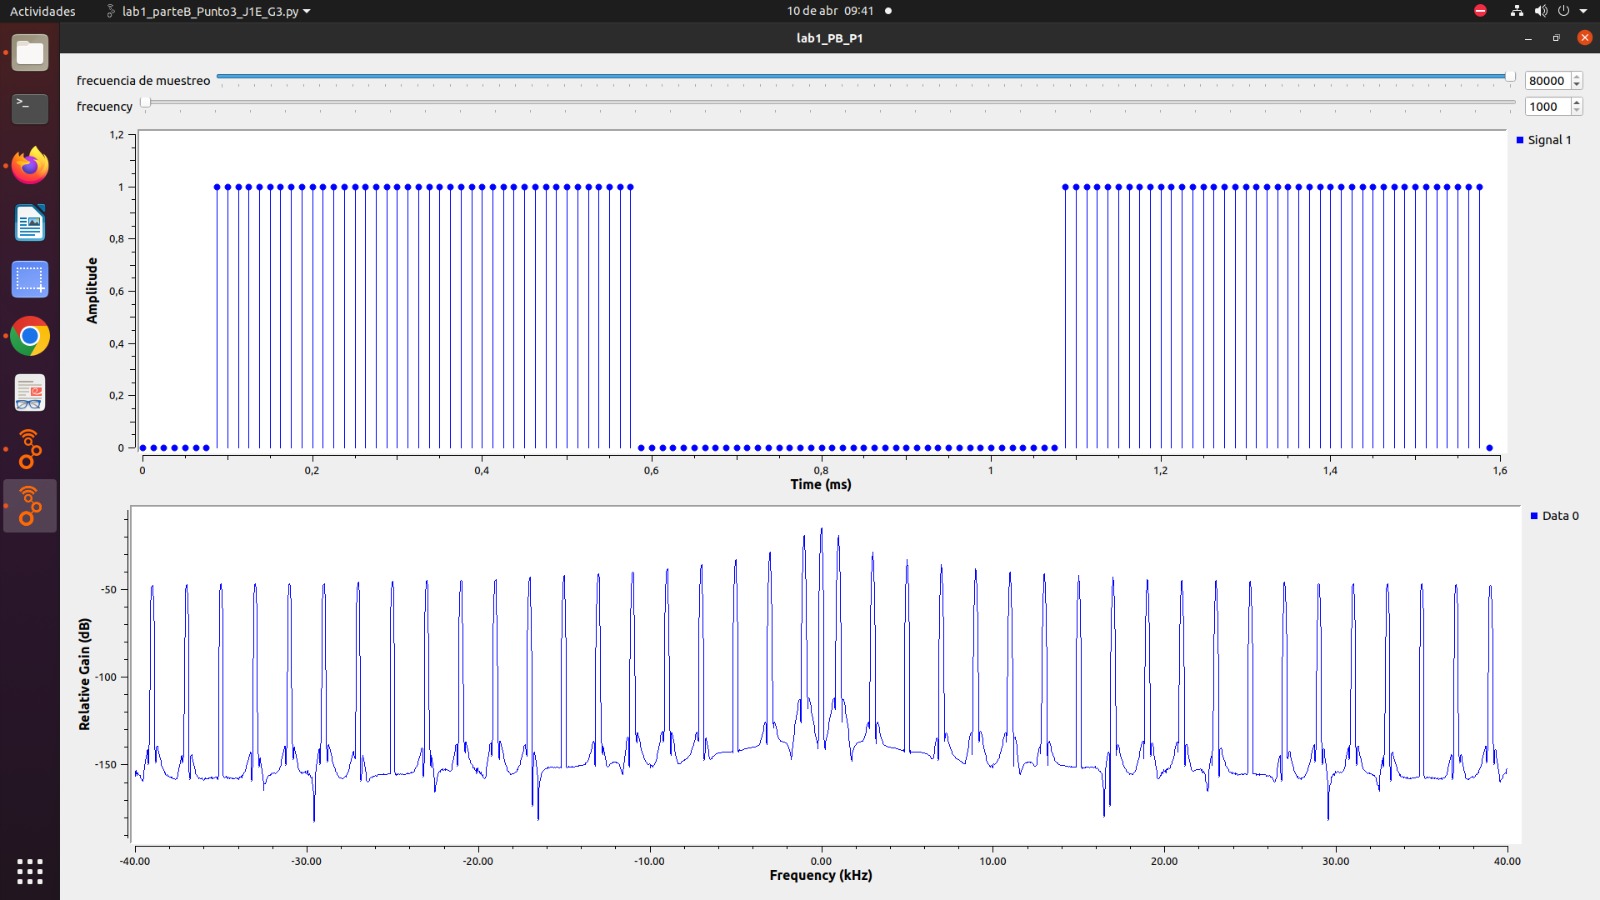 Actividades lab1_parteB_Punto3_J1E_G3.py 10 de abr 09:41
lab1_PB_P1
frecuencia de muestreo 80000
frecuency 1000
1,2
1
0,8
0,6
0,4
0,2
0
Amplitude
Signal 1
0 0,2 0,4 0,6 0,8 1 1,2 1,4 1,6
Time (ms)
Data 0
-50
-100
-150
Relative Gain (dB)
-40.00 -30.00 -20.00 -10.00 0.00 10.00 20.00 30.00 40.00
Frequency (kHz)